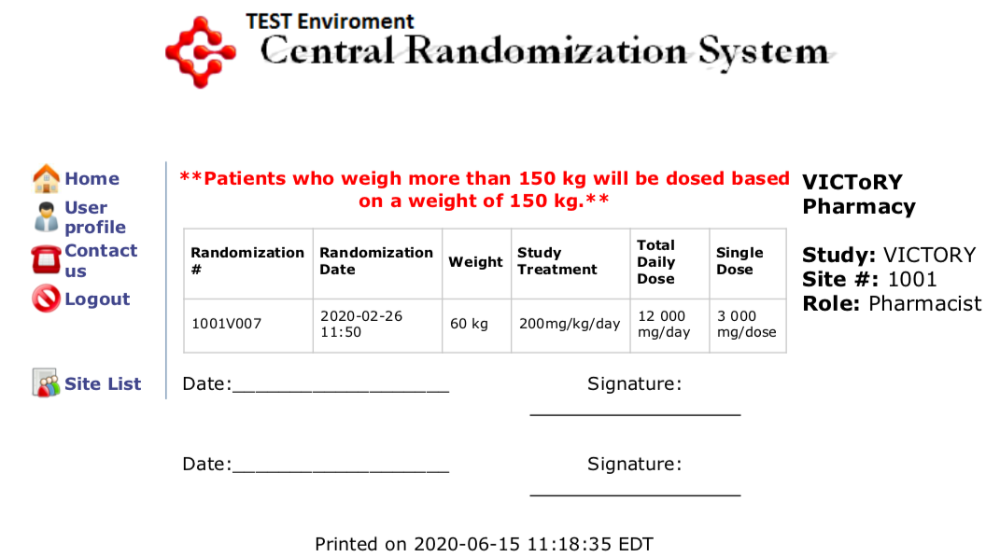 TEST Enviroment
Central Randomization System
Home
User
profile
Contact
us
Logout
Site List
**Patients who weigh more than 150 kg will be dosed based
on a weight of 150 kg.**
Randomization
#
Randomization
Date
Weight
Study
Treatment
Total
Daily
Dose
Single
Dose
1001V007
2020-02-26
11:50
60 kg
200mg/kg/day
12 000
mg/day
3 000
mg/dose
Date:___________________
Signature:
___________________
Date:___________________
Signature:
___________________
Printed on 2020-06-15 11:18:35 EDT
VICToRY
Pharmacy
Study: VICTORY
Site #: 1001
Role: Pharmacist